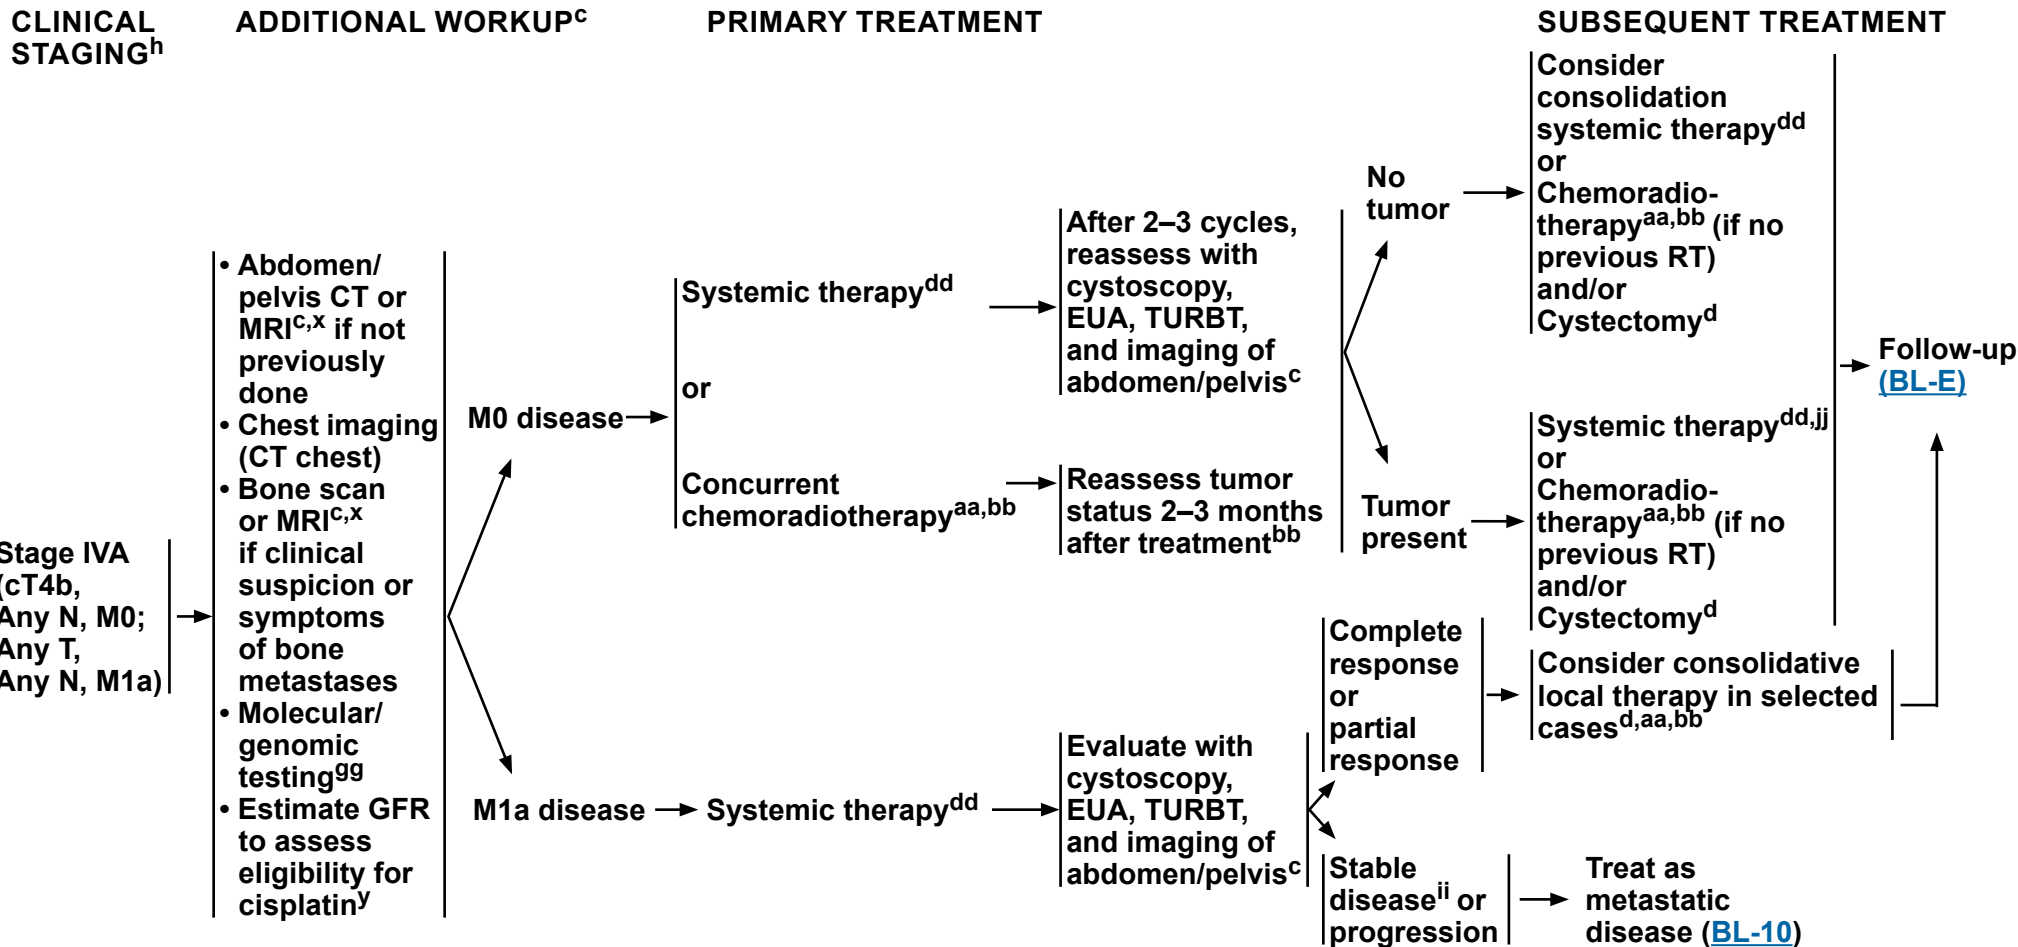 CLINICAL
STAGINGh
ADDITIONAL WORKUPc
PRIMARY TREATMENT
SUBSEQUENT TREATMENT
Stage IVA
(cT4b,
Any N, M0;
Any T,
Any N, M1a)
• Abdomen/
pelvis CT or
MRIc,x if not
previously
done
• Chest imaging
(CT chest)
• Bone scan
or MRIc,x
if clinical
suspicion or
symptoms
of bone
metastases
• Molecular/
genomic
testinggg
• Estimate GFR
to assess
eligibility for
cisplatiny
M0 disease
Systemic therapydd
or
Concurrent
chemoradiotherapyaa,bb
After 2–3 cycles,
reassess with
cystoscopy,
EUA, TURBT,
and imaging of
abdomen/pelvisc
Reassess tumor
status 2–3 months
after treatmentbb
No
tumor
Tumor
present
Consider
consolidation
systemic therapydd
or
Chemoradio-
therapyaa,bb (if no
previous RT)
and/or
Cystectomyd
Systemic therapydd,jj
or
Chemoradio-
therapyaa,bb (if no
previous RT)
and/or
Cystectomyd
Follow-up
(BL-E)
M1a disease
Systemic therapydd
Evaluate with
cystoscopy,
EUA, TURBT,
and imaging of
abdomen/pelvisc
Complete
response
or
partial
response
Consider consolidative
local therapy in selected
casesd,aa,bb
Stable
diseaseii or
progression
Treat as
metastatic
disease (BL-10)